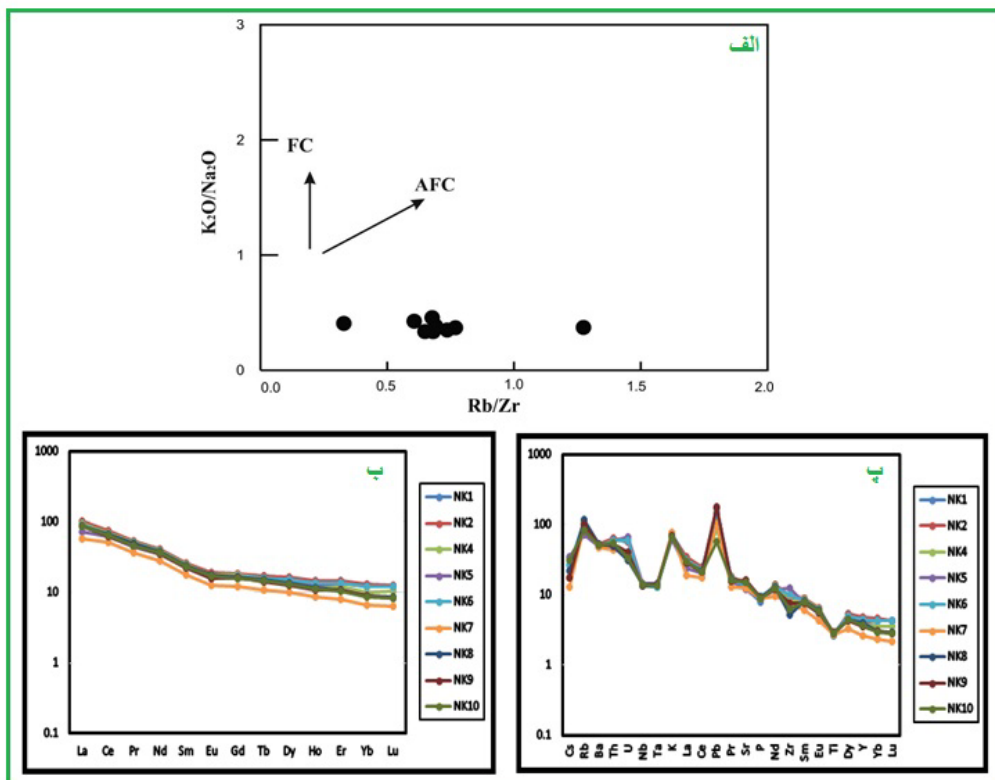 الف
3
2
1
0
K₂O/Na₂O
FC
AFC
0.0 0.5 1.0 1.5 2.0
Rb/Zr
ب
1000
100
10
1
0.1
La Ce Pr Nd Sm Eu Gd Tb Dy Ho Er Yb Lu
NK1
NK2
NK4
NK5
NK6
NK7
NK8
NK9
NK10
1000
100
10
1
0.1
Cs Rb Ba Th U Nb Ta K La Ce Pb Pr Sr P Nd Zr Sm Eu Ti Dy Y Yb Lu
NK1
NK2
NK4
NK5
NK6
NK7
NK8
NK9
NK10